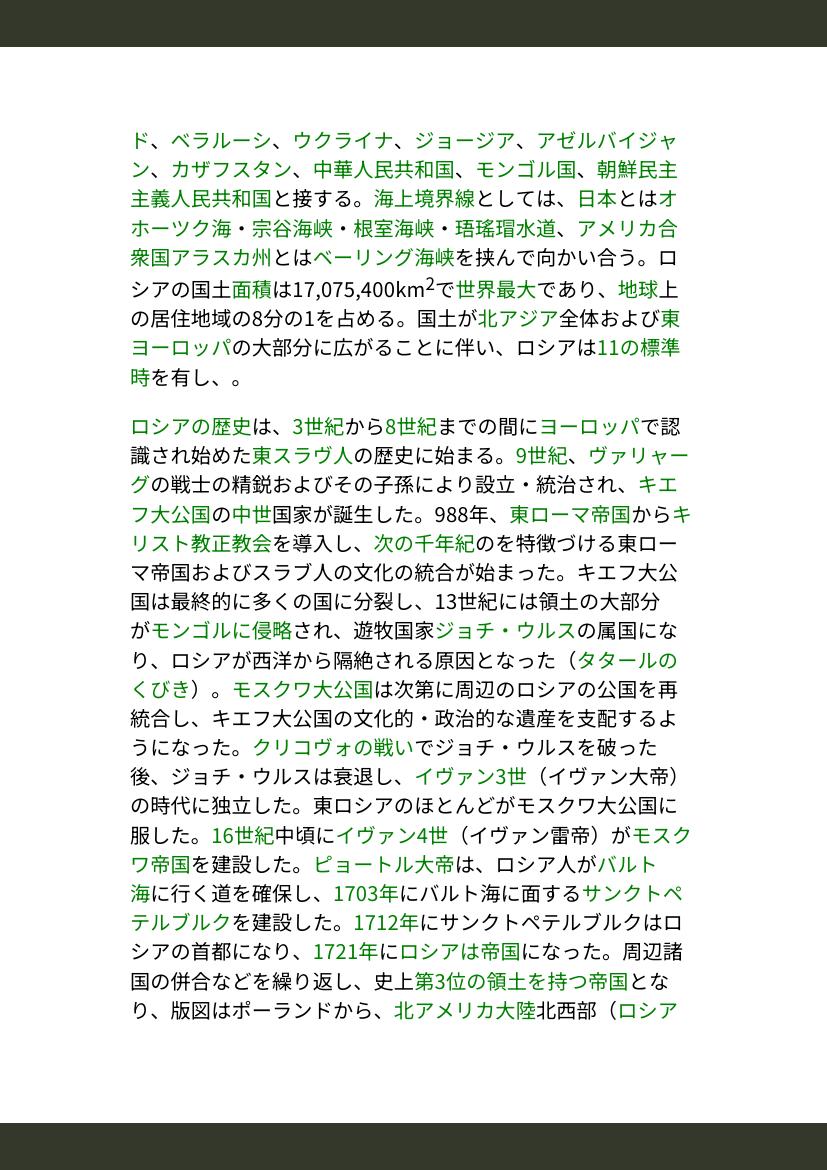 ド、ベラルーシ、ウクライナ、ジョージア、アゼルバイジャ
ン、カザフスタン、中華人民共和国、モンゴル国、朝鮮民主
主義人民共和国と接する。海上境界線としては、日本とはオ
ホーツク海・宗谷海峡・根室海峡・珸瑤瑁水道、アメリカ合
衆国アラスカ州とはベーリング海峡を挟んで向かい合う。ロ
シアの国土面積は17,075,400km2で世界最大であり、地球上
の居住地域の8分の1を占める。国土が北アジア全体および東
ヨーロッパの大部分に広がることに伴い、ロシアは11の標準
時を有し、。
ロシアの歴史は、3世紀から8世紀までの間にヨーロッパで認
識され始めた東スラヴ人の歴史に始まる。9世紀、ヴァリャー
グの戦士の精鋭およびその子孫により設立・統治され、キエ
フ大公国の中世国家が誕生した。988年、東ローマ帝国からキ
リスト教正教会を導入し、次の千年紀のを特徴づける東ロー
マ帝国およびスラブ人の文化の統合が始まった。キエフ大公
国は最終的に多くの国に分裂し、13世紀には領土の大部分
がモンゴルに侵略され、遊牧国家ジョチ・ウルスの属国にな
り、ロシアが西洋から隔絶される原因となった（タタールの
くびき）。モスクワ大公国は次第に周辺のロシアの公国を再
統合し、キエフ大公国の文化的・政治的な遺産を支配するよ
うになった。クリコヴォの戦いでジョチ・ウルスを破った
後、ジョチ・ウルスは衰退し、イヴァン3世（イヴァン大帝）
の時代に独立した。東ロシアのほとんどがモスクワ大公国に
服した。16世紀中頃にイヴァン4世（イヴァン雷帝）がモスク
ワ帝国を建設した。ピョートル大帝は、ロシア人がバルト
海に行く道を確保し、1703年にバルト海に面するサンクトペ
テルブルクを建設した。1712年にサンクトペテルブルクはロ
シアの首都になり、1721年にロシアは帝国になった。周辺諸
国の併合などを繰り返し、史上第3位の領土を持つ帝国とな
り、版図はポーランドから、北アメリカ大陸北西部（ロシア